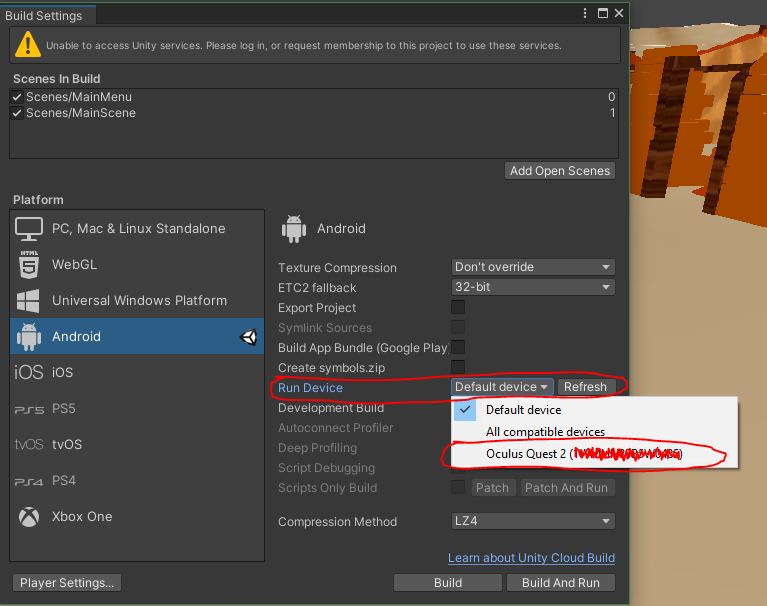 Build Settings
Unable to access Unity services. Please log in, or request membership to this project to use these services.
Scenes In Build
Scenes/MainMenu 0
Scenes/MainScene 1
Add Open Scenes
Platform
PC, Mac & Linux Standalone
HTML
WebGL
Universal Windows Platform
Android
iOS iOS
PS5 PS5
tvOS tvOS
PS4 PS4
Xbox One
Android
Texture Compression Don't override
ETC2 fallback 32-bit
Export Project
Symlink Sources
Build App Bundle (Google Play
Create symbols.zip
Run Device Default device Refresh
Default device
All compatible devices
Oculus Quest 2 (
Development Build
Autoconnect Profiler
Deep Profiling
Script Debugging
Scripts Only Build Patch Patch And Run
Compression Method LZ4
Learn about Unity Cloud Build
Player Settings... Build Build And Run